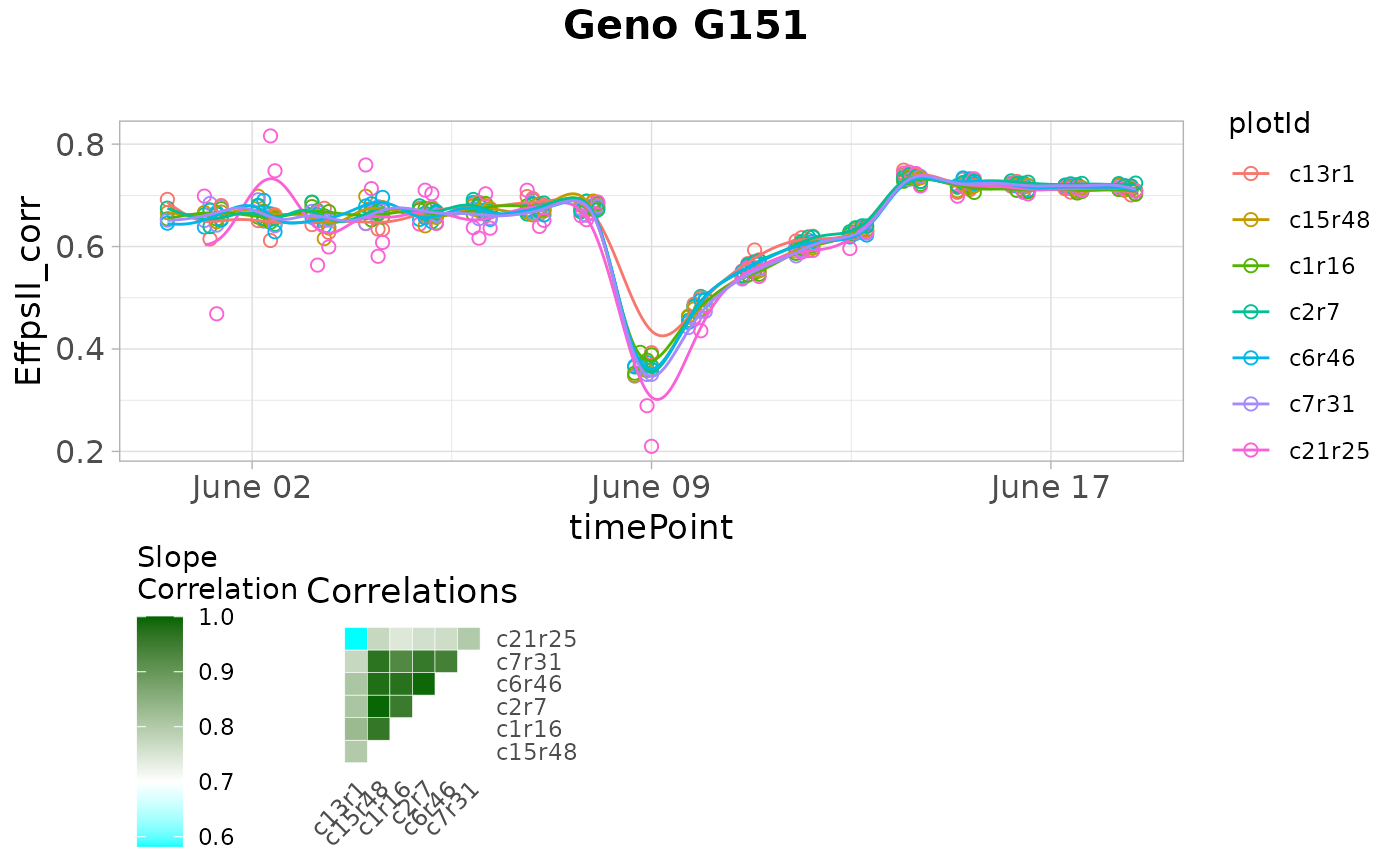 Geno G151
EffpsII_corr
0.8
0.6
0.4
0.2
June 02
June 09
June 17
timePoint
plotId
c13r1
c15r48
c1r16
c2r7
c6r46
c7r31
c21r25
Slope
Correlation
1.0
0.9
0.8
0.7
0.6
Correlations
c21r25
c7r31
c6r46
c2r7
c1r16
c15r48
c13r1
c15r48
c1r16
c2r7
c6r46
c7r31